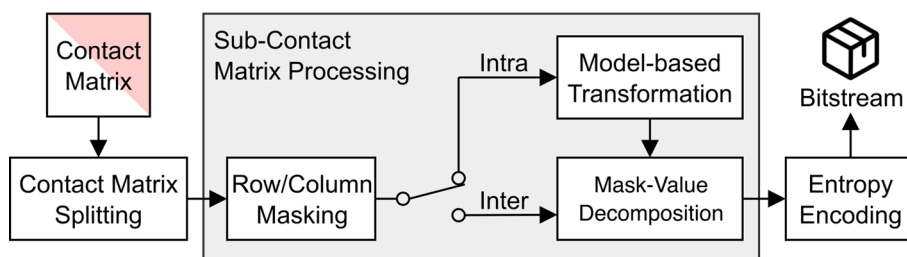 Contact
Matrix
Sub-Contact
Matrix Processing
Intra
Model-based
Transformation
Bitstream
Contact Matrix
Splitting
Row/Column
Masking
Inter
Mask-Value
Decomposition
Entropy
Encoding